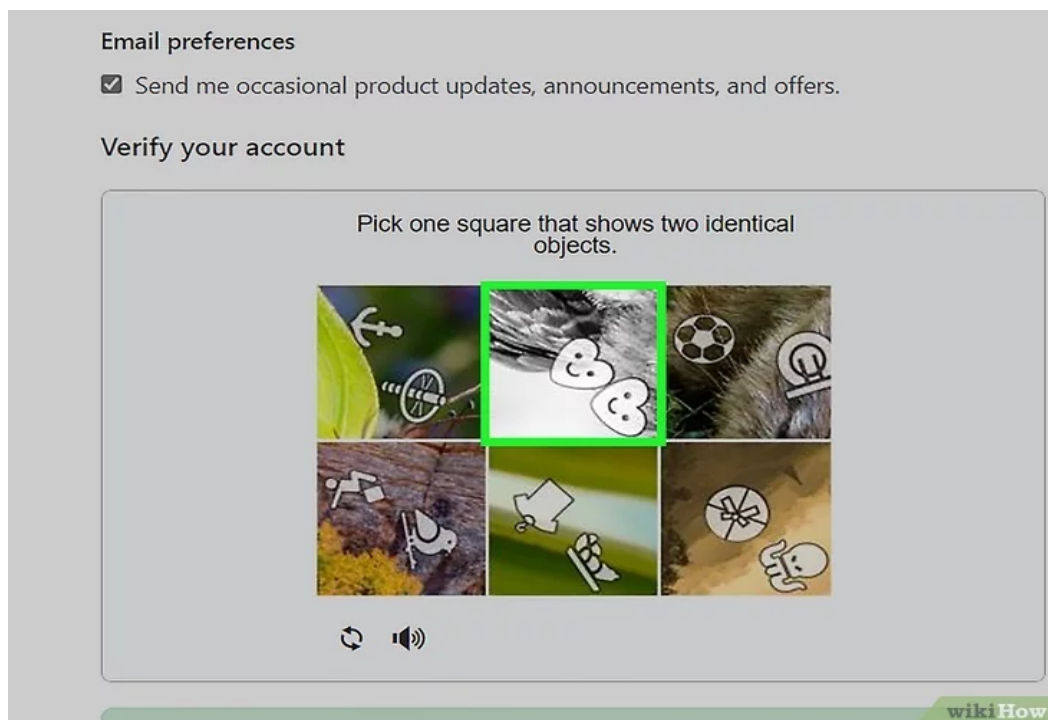 Email preferences
Send me occasional product updates, announcements, and offers.
Verify your account
Pick one square that shows two identical
objects.
wikiHow